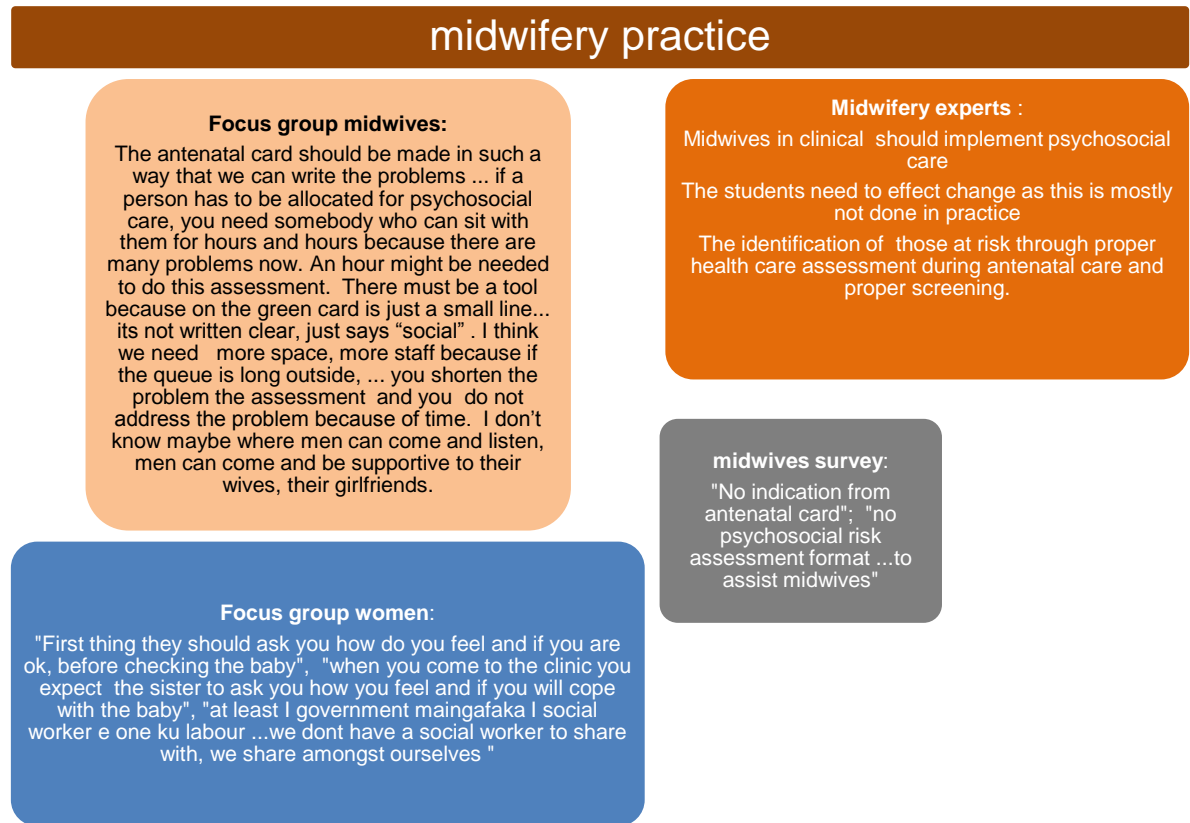 midwifery practice
Focus group midwives:
The antenatal card should be made in such a
way that we can write the problems ... if a
person has to be allocated for psychosocial
care, you need somebody who can sit with
them for hours and hours because there are
many problems now. An hour might be needed
to do this assessment.  There must be a tool
because on the green card is just a small line...
its not written clear, just says “social” . I think
we need   more space, more staff because if
the queue is long outside, ... you shorten the
problem the assessment  and you  do not
address the problem because of time.  I don’t
know maybe where men can come and listen,
men can come and be supportive to their
wives, their girlfriends.
Midwifery experts :
Midwives in clinical  should implement psychosocial
care
The students need to effect change as this is mostly
not done in practice
The identification of  those at risk through proper
health care assessment during antenatal care and
proper screening.
midwives survey:
"No indication from
antenatal card";  "no
psychosocial risk
assessment format ...to
assist midwives"
Focus group women:
"First thing they should ask you how do you feel and if you are
ok, before checking the baby",  "when you come to the clinic you
expect  the sister to ask you how you feel and if you will cope
with the baby", "at least I government maingafaka I social
worker e one ku labour ...we dont have a social worker to share
with, we share amongst ourselves "